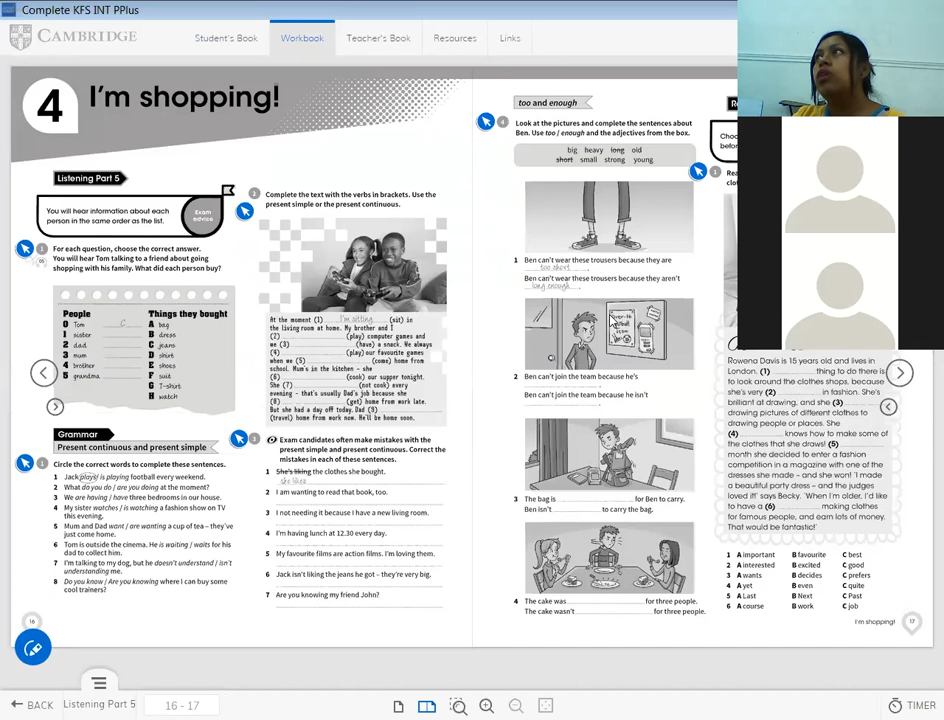 Complete KFS INT PPlus
CAMBRIDGE
Student's Book
Workbook
Teacher's Book
Resources
Links
4
I'm shopping!
Listening Part 5
You will hear information about each
person in the same order as the list.
Exam
advice
1 For each question, choose the correct answer.
05 You will hear Tom talking to a friend about going
shopping with his family. What did each person buy?
People
0 Tom C
1 sister
2 dad
3 mum
4 brother
5 grandma
Things they bought
A bag
B dress
C jeans
D shirt
E shoes
F suit
G T-shirt
H watch
Grammar
Present continuous and present simple
1 Circle the correct words to complete these sentences.
1 Jack plays / is playing football every weekend.
2 What do you do / are you doing at the moment?
3 We are having / have three bedrooms in our house.
4 My sister watches / is watching a fashion show on TV
this evening.
5 Mum and Dad want / are wanting a cup of tea – they've
just come home.
6 Tom is outside the cinema. He is waiting / waits for his
dad to collect him.
7 I'm talking to my dog, but he doesn't understand / isn't
understanding me.
8 Do you know / Are you knowing where I can buy some
cool trainers?
16
2 Complete the text with the verbs in brackets. Use the
present simple or the present continuous.
At the moment (1) I'm sitting (sit) in
the living room at home. My brother and I
(2) (play) computer games and
we (3) (have) a snack. We always
(4) (play) our favourite games
when we (5) (come) home from
school. Mum's in the kitchen – she
(6) (cook) our supper tonight.
She (7) (not cook) every
evening – that's usually Dad's job because she
(8) (get) home from work late.
But she had a day off today. Dad (9)
(travel) home from work now. He'll be home soon.
3 Exam candidates often make mistakes with the
present simple and present continuous. Correct the
mistakes in each of these sentences.
1 She's liking the clothes she bought.
She likes
2 I am wanting to read that book, too.
3 I not needing it because I have a new living room.
4 I'm having lunch at 12.30 every day.
5 My favourite films are action films. I'm loving them.
6 Jack isn't liking the jeans he got – they're very big.
7 Are you knowing my friend John?
too and enough
4 Look at the pictures and complete the sentences about
Ben. Use too / enough and the adjectives from the box.
big heavy long old
short small strong young
1 Ben can't wear these trousers because they are
too short .
Ben can't wear these trousers because they aren't
long enough .
2 Ben can't join the team because he's
.
Ben can't join the team because he isn't
.
3 The bag is for Ben to carry.
Ben isn't to carry the bag.
4 The cake was for three people.
The cake wasn't for three people.
Choo
befor
1 Rea
clot
Rowena Davis is 15 years old and lives in
London. (1) thing to do there is
to look around the clothes shops, because
she's very (2) in clothes. She's
brilliant at drawing, and she (3)
drawing pictures of different clothes to
drawing people or places. She
(4) knows how to make some of
the clothes that she draws! (5)
month she decided to enter a fashion
competition in a magazine with one of the
dresses she made – and she won! 'I made
a beautiful party dress – and the judges
loved it!' says Becky. 'When I'm older, I'd like
to have a (6) making clothes
for famous people, and earn lots of money.
That would be fantastic!'
1 A important B favourite C best
2 A interested B excited C good
3 A wants B decides C prefers
4 A yet B even C quite
5 A Last B Next C Past
6 A course B work C job
I'm shopping!
17
BACK
Listening Part 5
16 - 17
TIMER